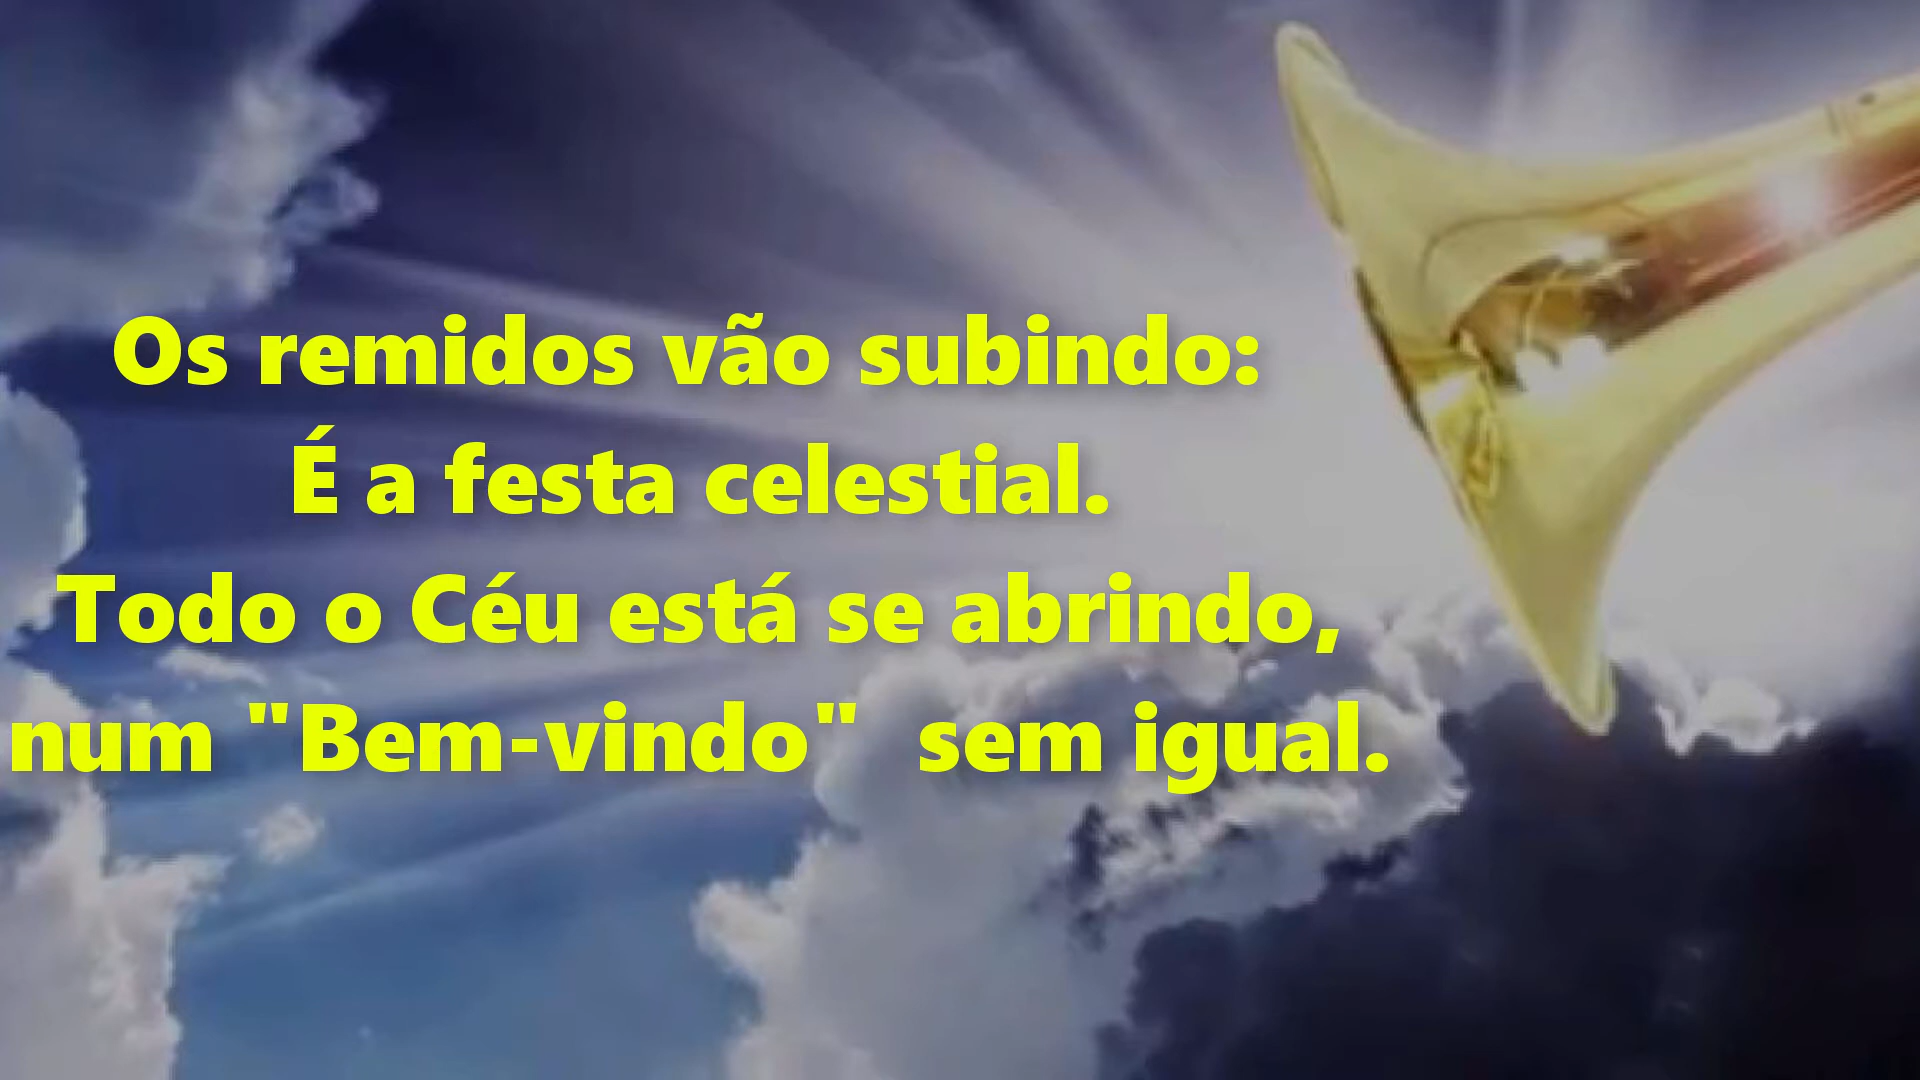 Os remidos vão subindo:
É a festa celestial.
Todo o Céu está se abrindo,
num "Bem-vindo"  sem igual.